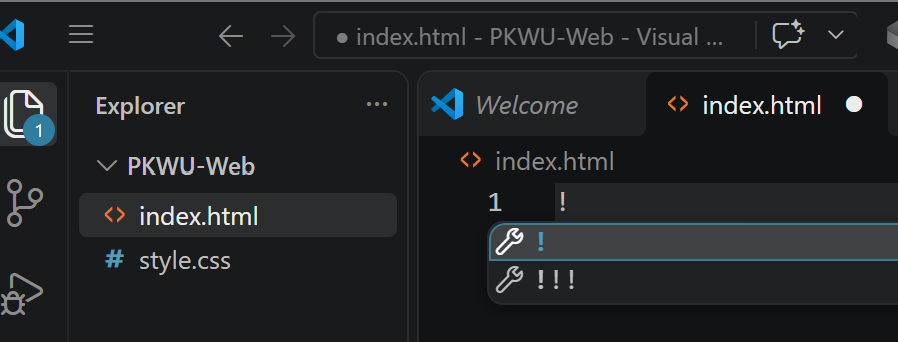 index.html - PKWU-Web - Visual ...
Explorer
...
1
PKWU-Web
index.html
# style.css
Welcome
index.html
index.html
1
!
!
!!!